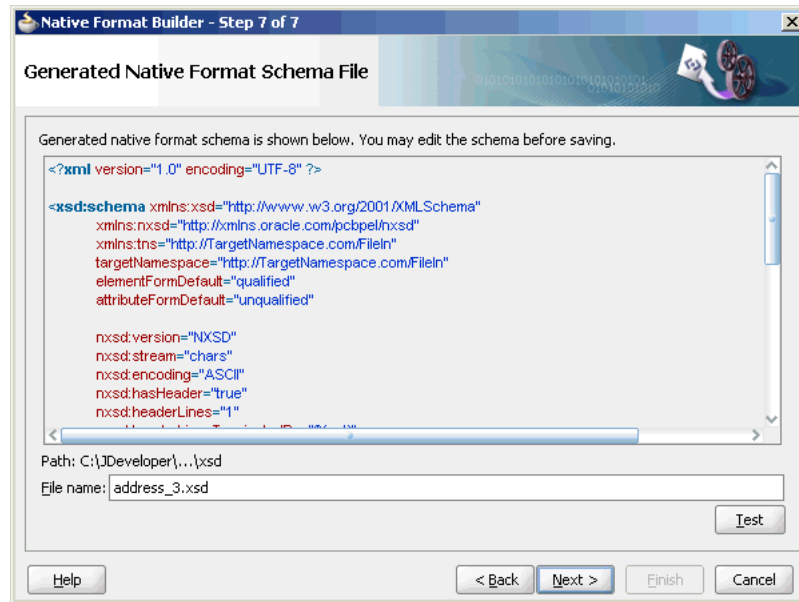 Native Format Builder - Step 7 of 7
Generated Native Format Schema File
Generated native format schema is shown below. You may edit the schema before saving.
<?xml version="1.0" encoding="UTF-8" ?>
<xsd:schema xmlns:xsd="http://www.w3.org/2001/XMLSchema"
xmlns:nxsd="http://xmlns.oracle.com/pcbpel/nxsd"
xmlns:tns="http://TargetNamespace.com/FileIn"
targetNamespace="http://TargetNamespace.com/FileIn"
elementFormDefault="qualified"
attributeFormDefault="unqualified"
nxsd:version="NXSD"
nxsd:stream="chars"
nxsd:encoding="ASCII"
nxsd:hasHeader="true"
nxsd:headerLines="1"
Path: C:\JDeveloper\...\xsd
File name: address_3.xsd
Test
Help
< Back
Next >
Finish
Cancel